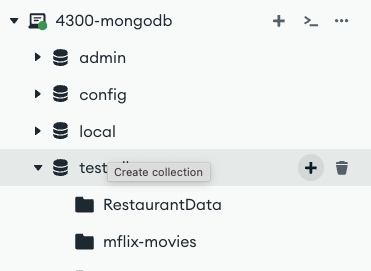 4300-mongodb
admin
config
local
Create collection
RestaurantData
mflix-movies